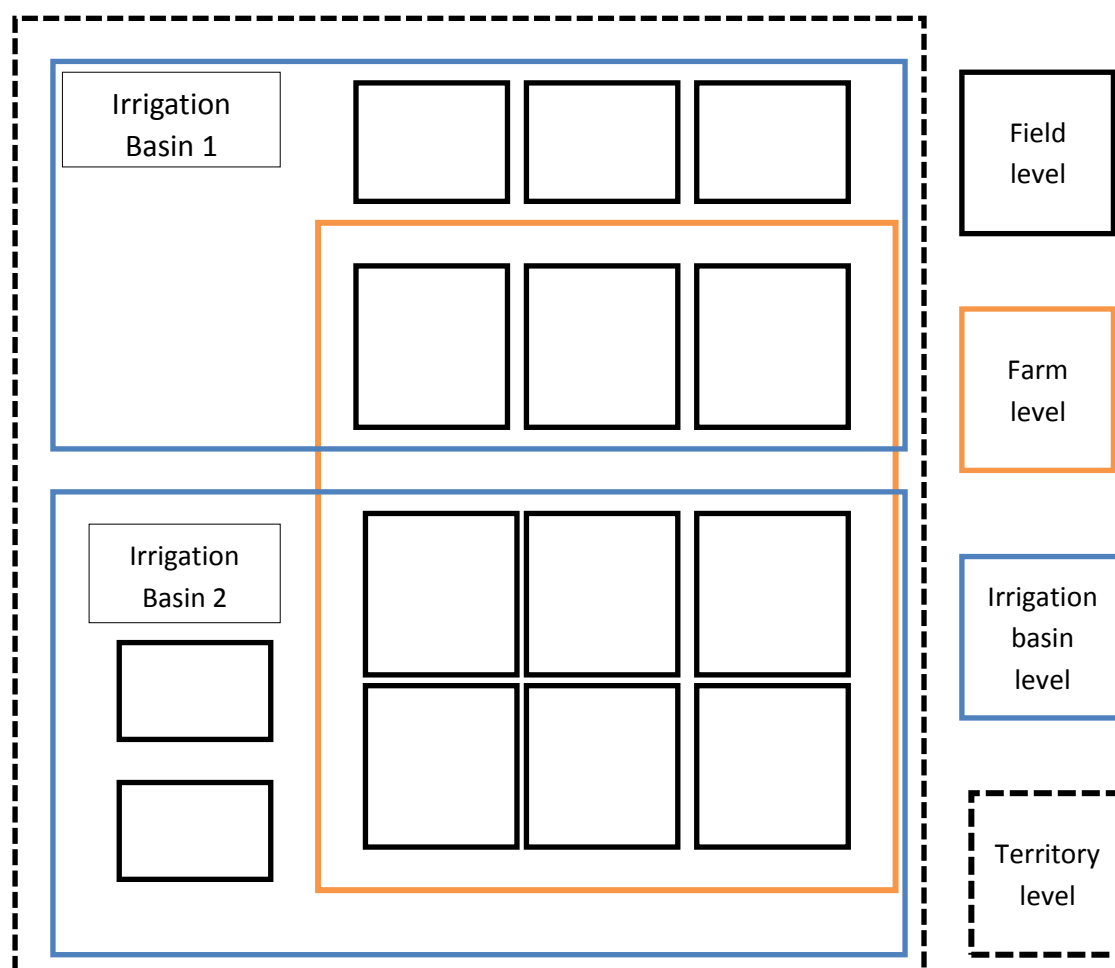 Irrigation
Basin 1
Field
level
Farm
level
Irrigation
Basin 2
Irrigation
basin
level
Territory
level